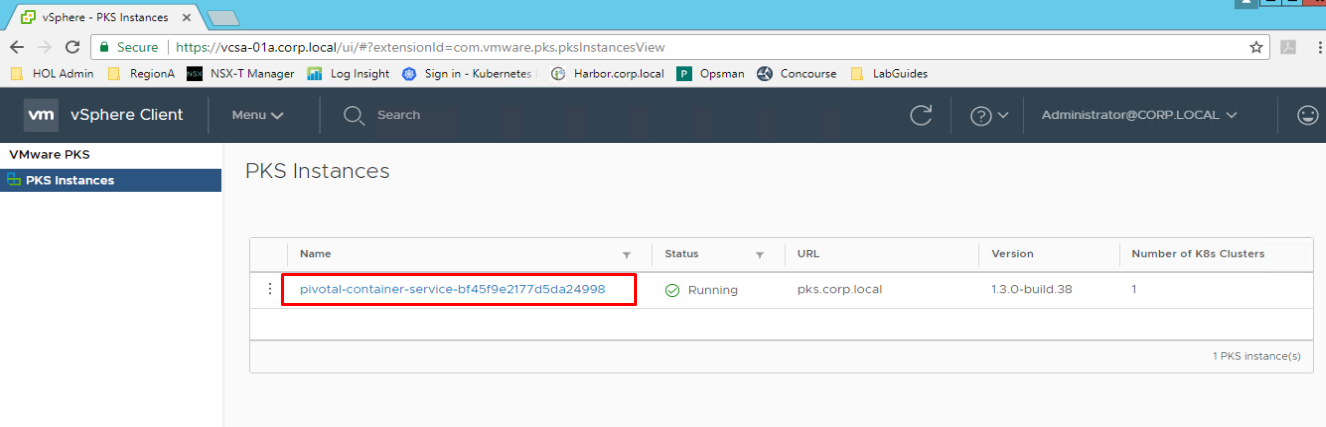 vSphere - PKS Instances
Secure https://vcsa-01a.corp.local/ui/#?extensionId=com.vmware.pks.pksInstancesView
HOL Admin RegionA NSX NSX-T Manager Log Insight Sign in - Kubernetes Harbor.corp.local P Opsman Concourse LabGuides
vm vSphere Client Menu Search Administrator@CORP.LOCAL
VMware PKS
PKS Instances
PKS Instances
Name Status URL Version Number of K8s Clusters
pivotal-container-service-bf45f9e2177d5da24998 Running pks.corp.local 1.3.0-build.38 1
1 PKS instance(s)